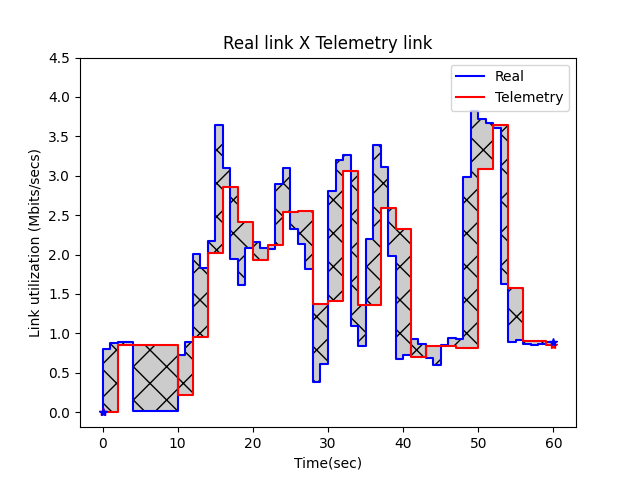 Real link X Telemetry link
Real
Telemetry
Link utilization (Mbits/secs)
4.5
4.0
3.5
3.0
2.5
2.0
1.5
1.0
0.5
0.0
0 10 20 30 40 50 60
Time(sec)